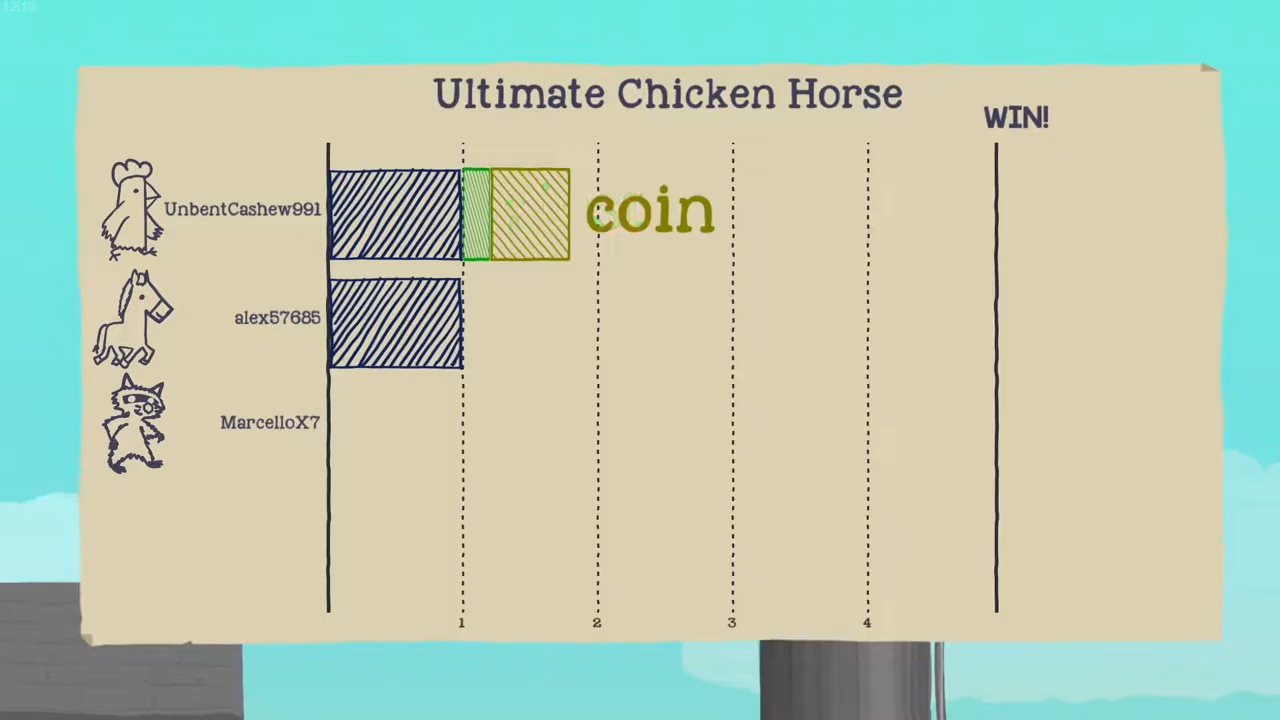 Ultimate Chicken Horse
WIN!
UnbentCashew991
coin
alex57685
MarcelloX7
1 2 3 4